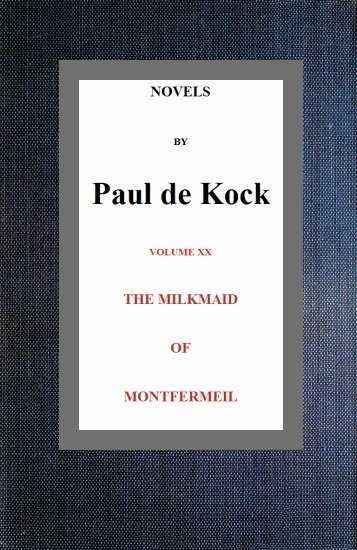 NOVELS
BY
Paul de Kock
VOLUME XX
THE MILKMAID
OF
MONTFERMEIL